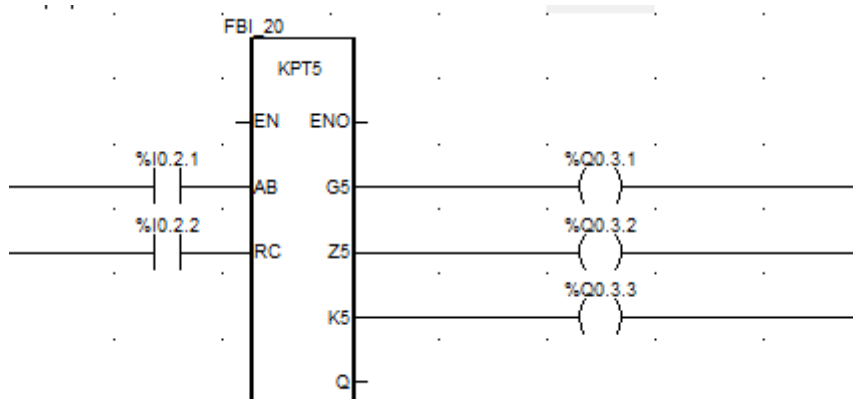 FBI_20
KPT5
EN ENO
%I0.2.1 %Q0.3.1
AB G5
%I0.2.2 %Q0.3.2
RC Z5
%Q0.3.3
K5
Q